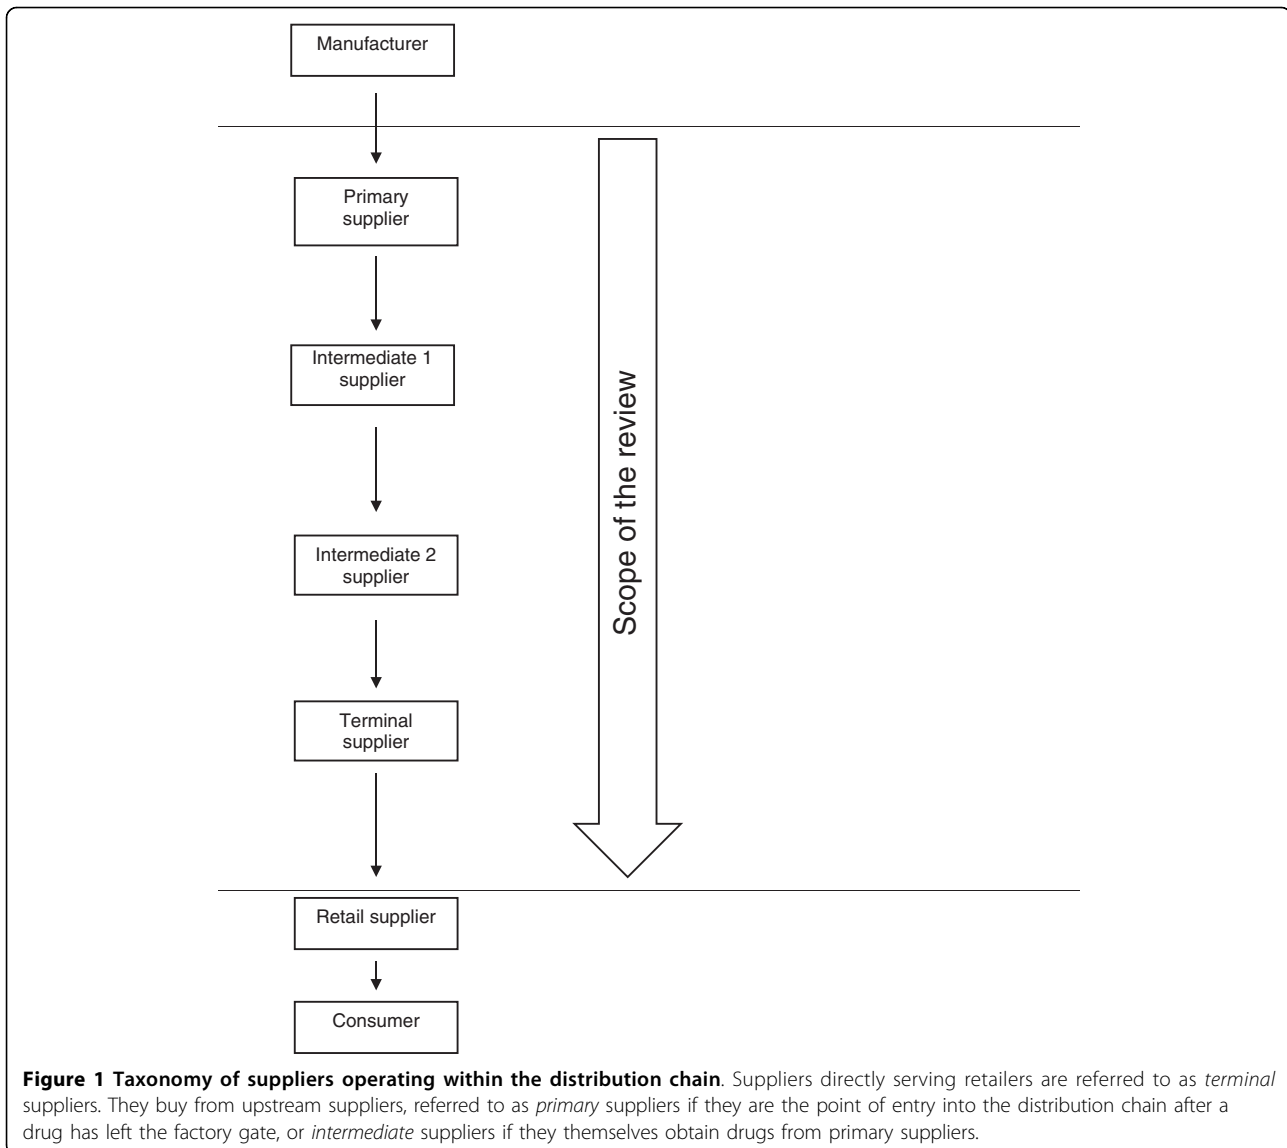 Manufacturer
Primary
supplier
Intermediate 1
supplier
Intermediate 2
supplier
Terminal
supplier
Scope of the review
Retail supplier
Consumer
Figure 1 Taxonomy of suppliers operating within the distribution chain. Suppliers directly serving retailers are referred to as terminal
suppliers. They buy from upstream suppliers, referred to as primary suppliers if they are the point of entry into the distribution chain after a
drug has left the factory gate, or intermediate suppliers if they themselves obtain drugs from primary suppliers.